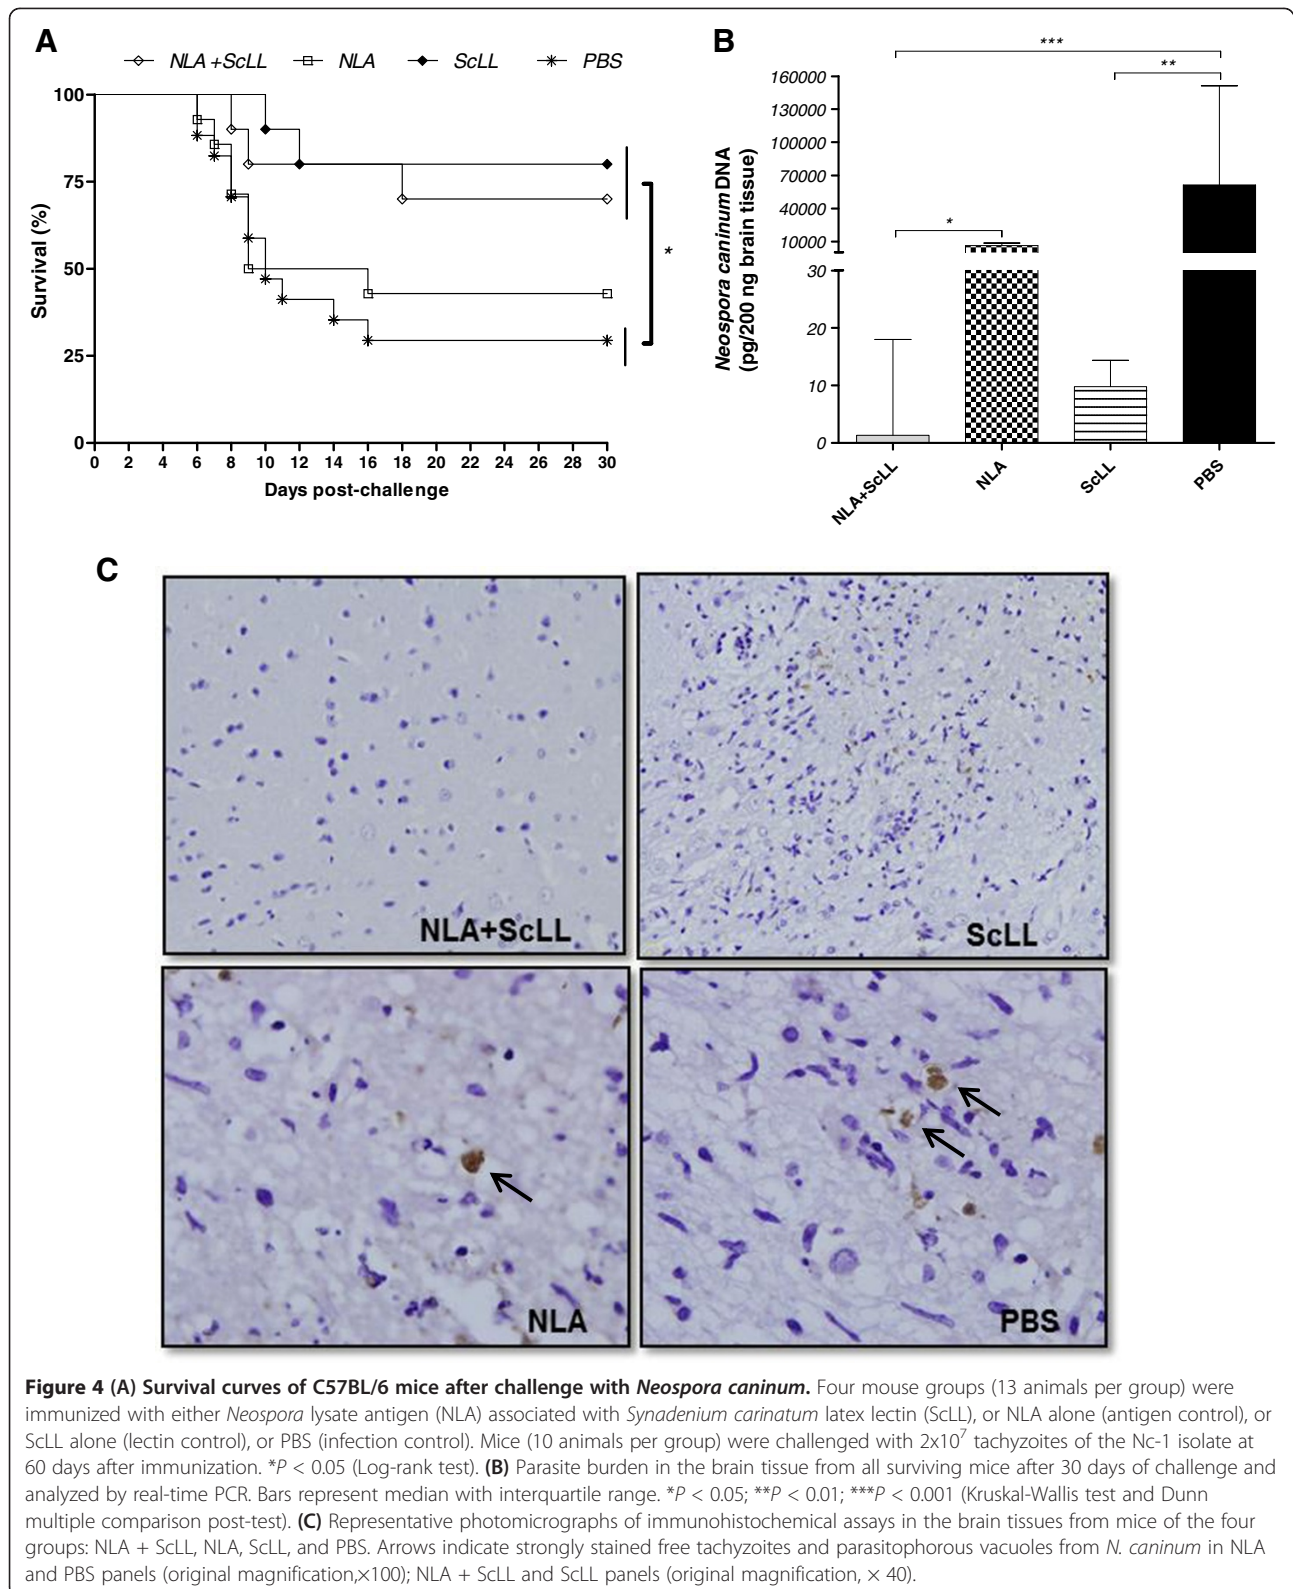 A
NLA +ScLL NLA ScLL PBS
100
75
50
25
0
Survival (%)
0 2 4 6 8 10 12 14 16 18 20 22 24 26 28 30
Days post-challenge
*
B
***
**
*
160000
130000
100000
70000
40000
10000
30
20
10
0
Neospora caninum DNA
(pg/200 ng brain tissue)
NLA+ScLL NLA ScLL PBS
C
NLA+ScLL
ScLL
NLA
PBS
Figure 4 (A) Survival curves of C57BL/6 mice after challenge with Neospora caninum. Four mouse groups (13 animals per group) were
immunized with either Neospora lysate antigen (NLA) associated with Synadenium carinatum latex lectin (ScLL), or NLA alone (antigen control), or
ScLL alone (lectin control), or PBS (infection control). Mice (10 animals per group) were challenged with 2x10⁷ tachyzoites of the Nc-1 isolate at
60 days after immunization. *P < 0.05 (Log-rank test). (B) Parasite burden in the brain tissue from all surviving mice after 30 days of challenge and
analyzed by real-time PCR. Bars represent median with interquartile range. *P < 0.05; **P < 0.01; ***P < 0.001 (Kruskal-Wallis test and Dunn
multiple comparison post-test). (C) Representative photomicrographs of immunohistochemical assays in the brain tissues from mice of the four
groups: NLA + ScLL, NLA, ScLL, and PBS. Arrows indicate strongly stained free tachyzoites and parasitophorous vacuoles from N. caninum in NLA
and PBS panels (original magnification,×100); NLA + ScLL and ScLL panels (original magnification, × 40).